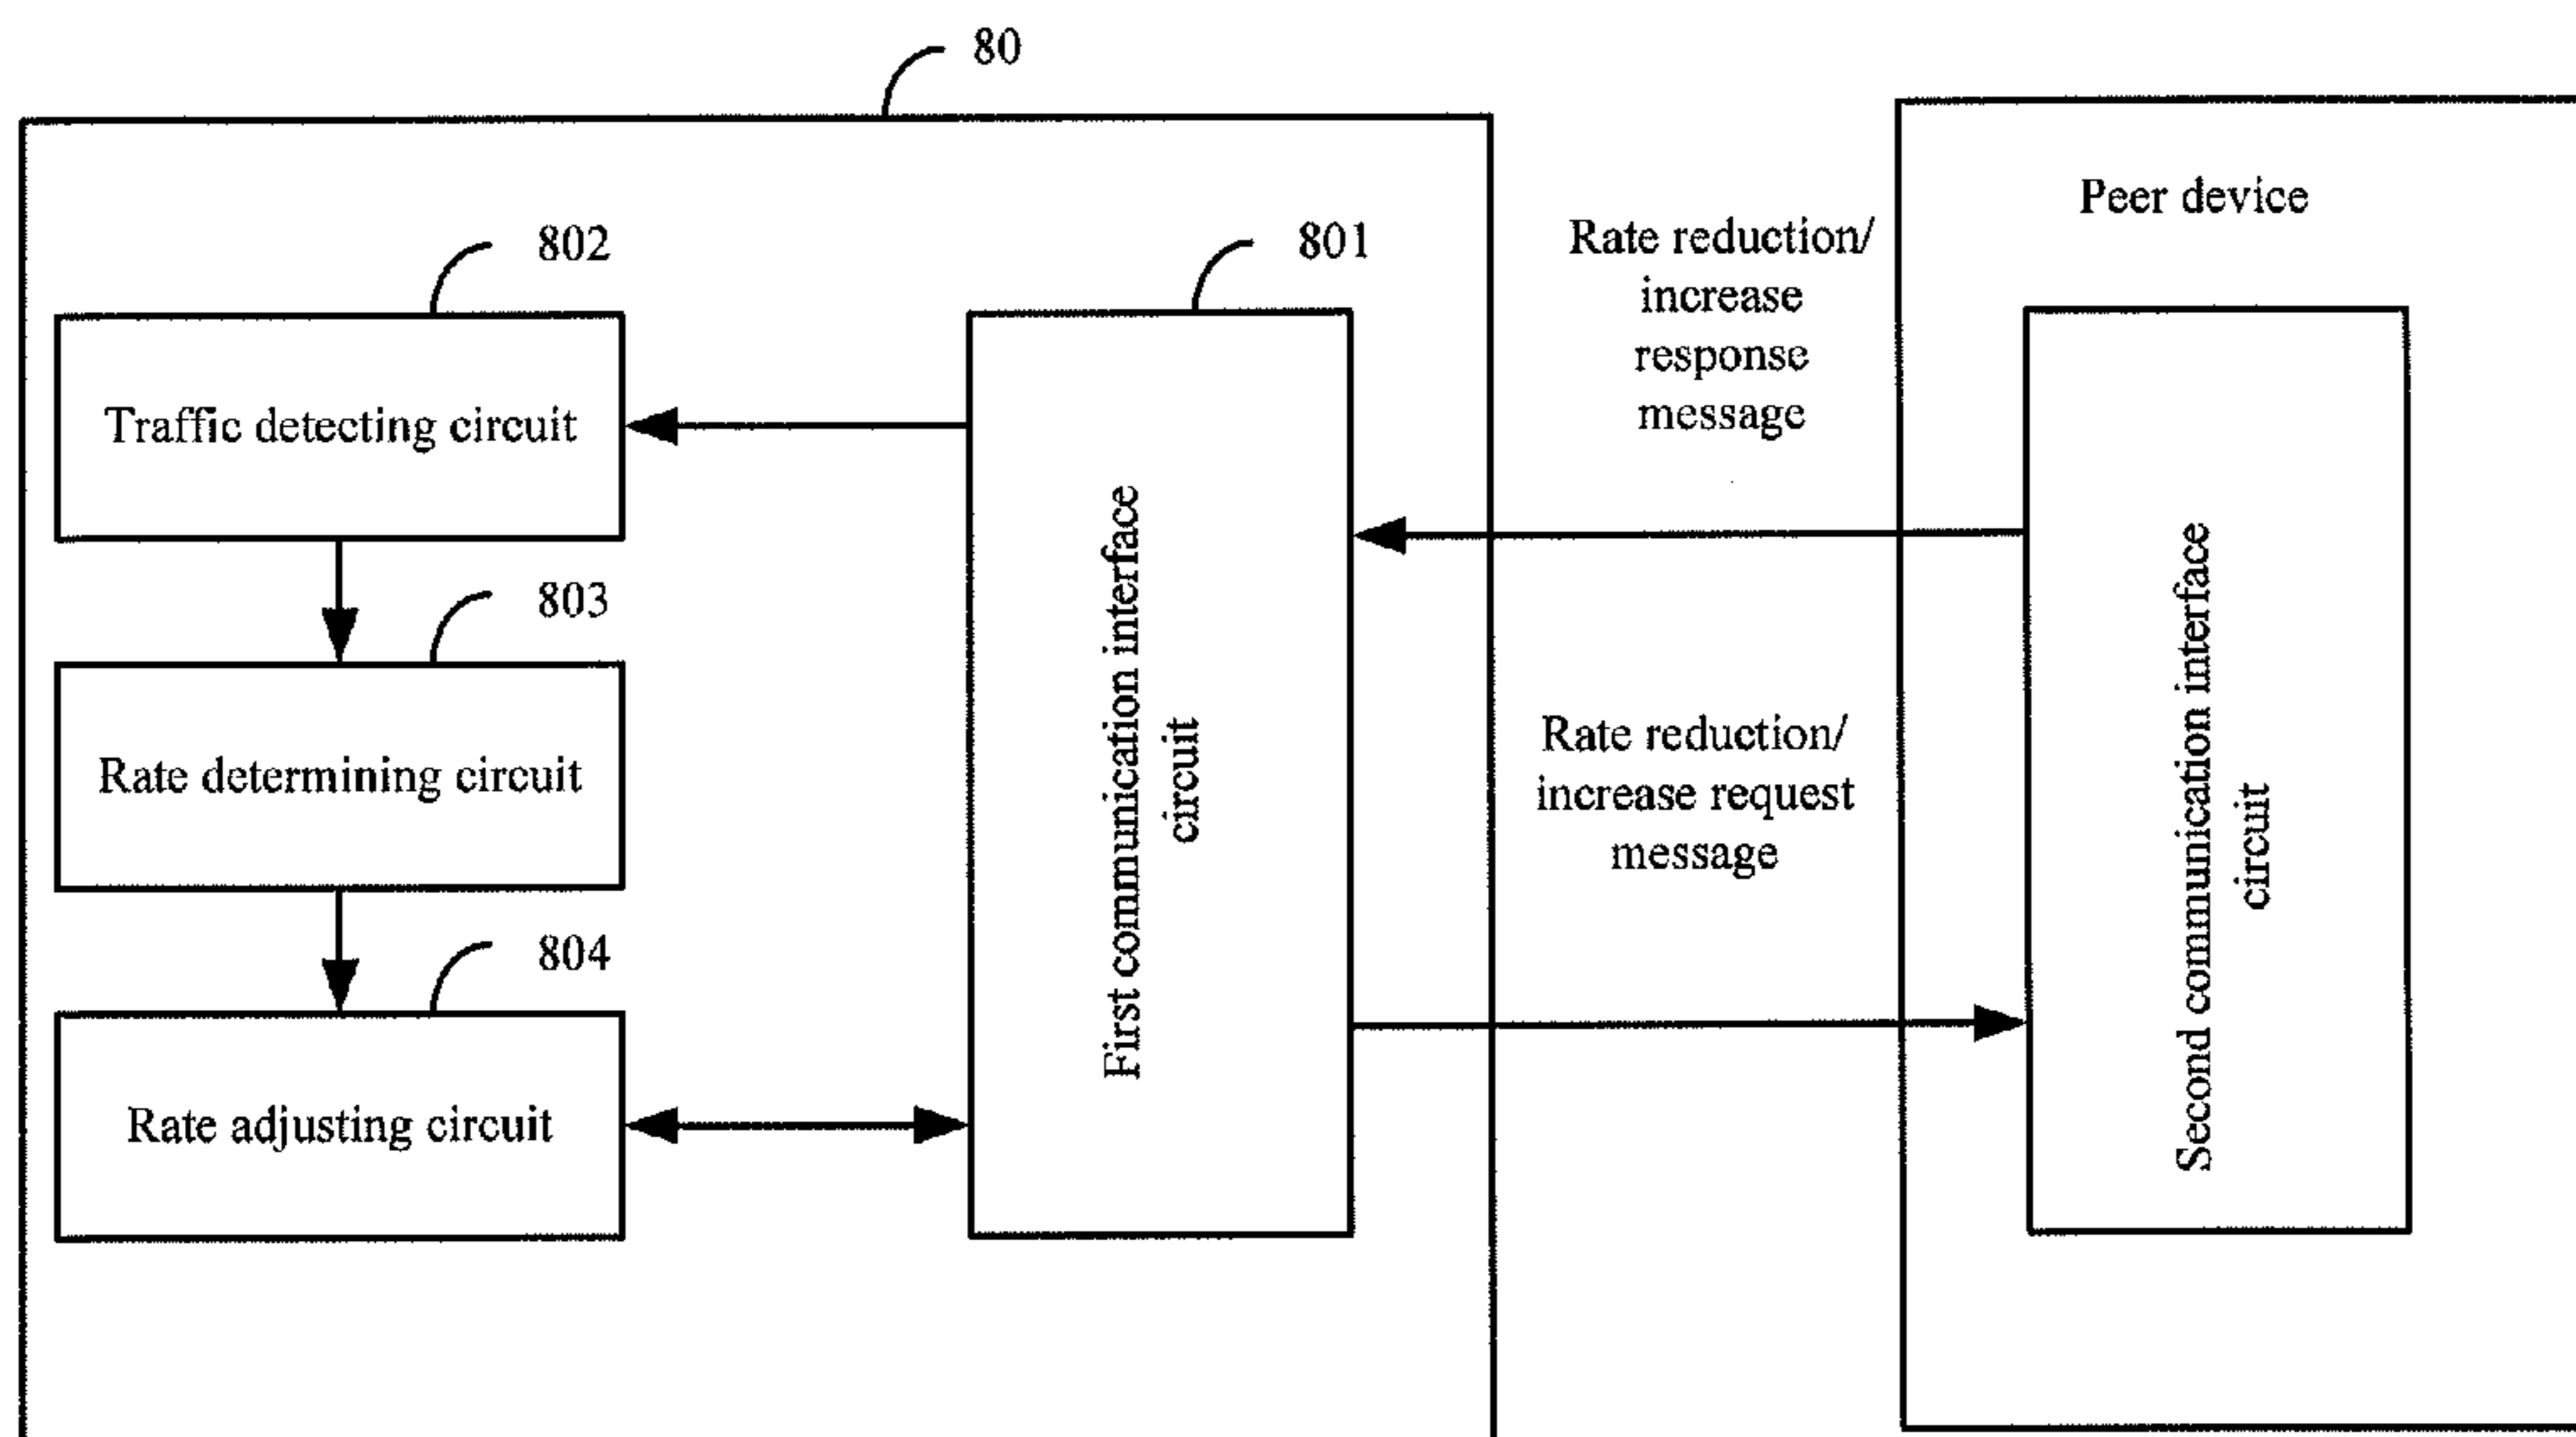 80
Peer device
802
801
Rate reduction/
increase
response
message
Traffic detecting circuit
803
First communication interface
circuit
Second communication interface
circuit
Rate determining circuit
Rate reduction/
increase request
message
804
Rate adjusting circuit